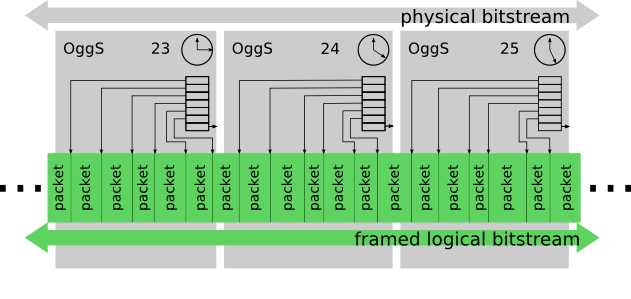 physical bitstream
OggS 23
OggS 24
OggS 25
packet packet packet packet packet packet packet packet packet packet packet packet packet packet packet packet packet packet packet
framed logical bitstream